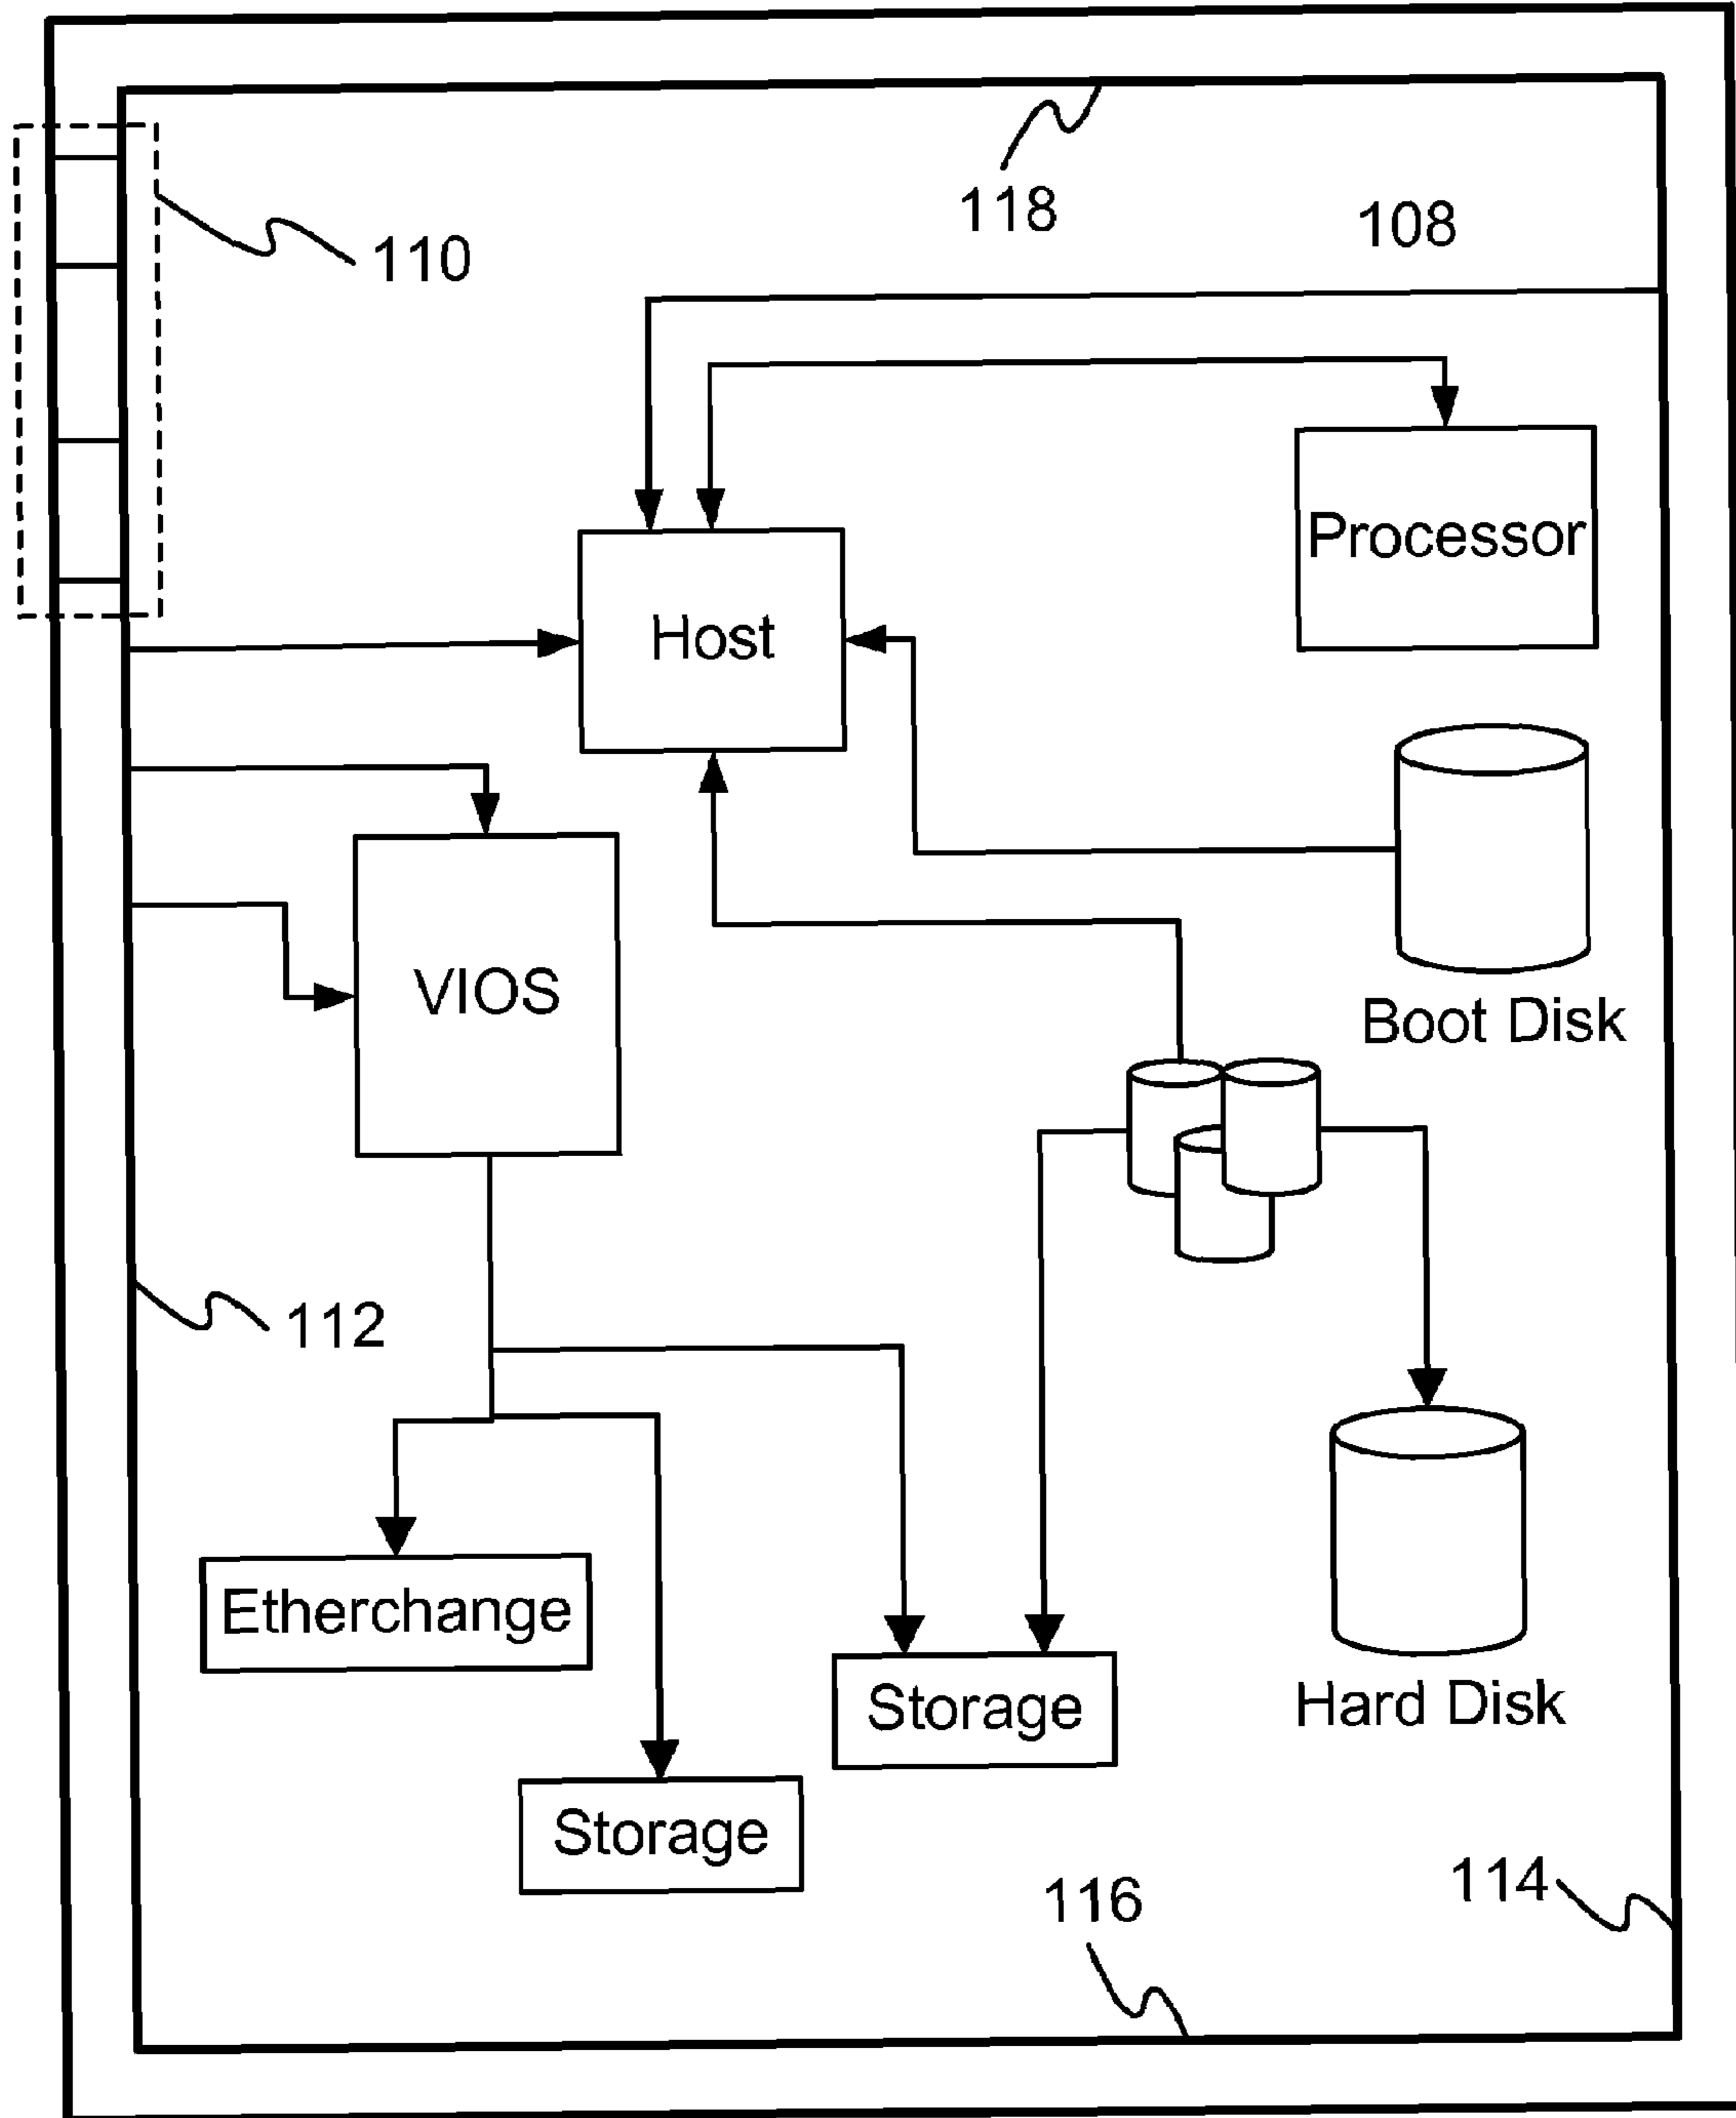 118
108
110
Processor
Host
VIOS
Boot Disk
112
Etherchange
Storage
Hard Disk
Storage
114
116